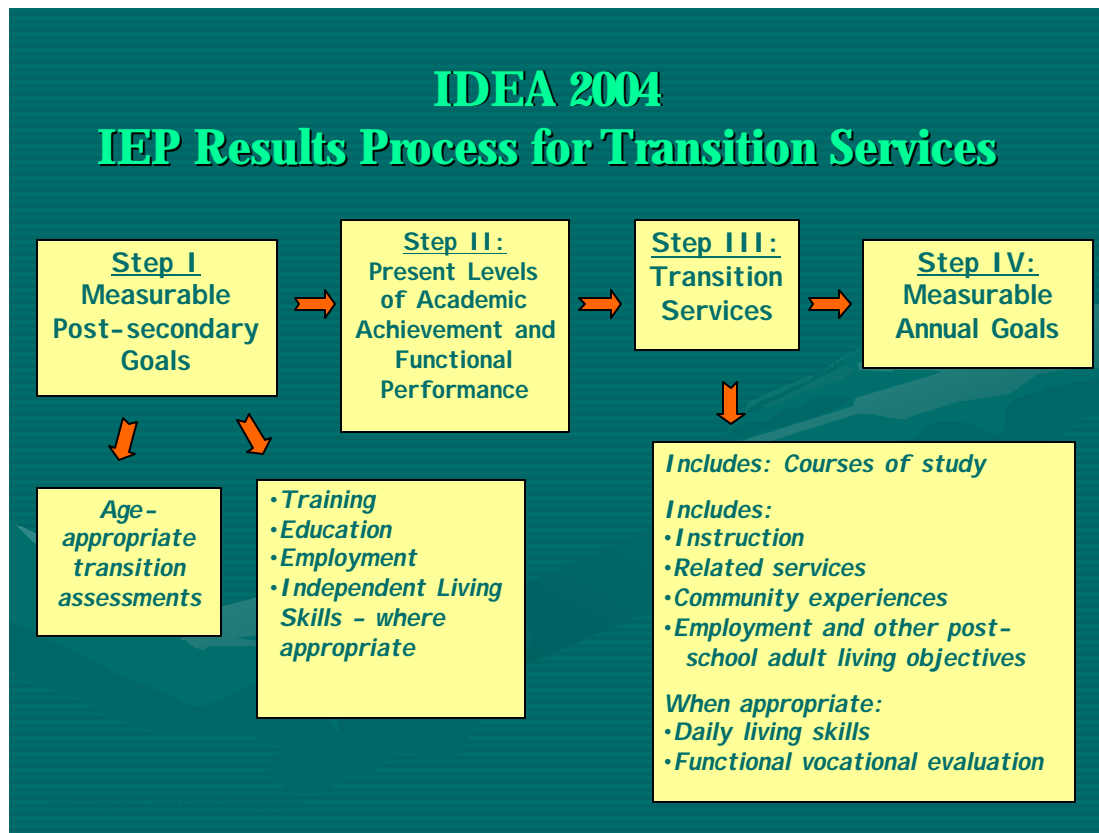 IDEA 2004
IEP Results Process for Transition Services
Step I
Measurable
Post-secondary
Goals
Step II:
Present Levels
of Academic
Achievement and
Functional
Performance
Step III:
Transition
Services
Step IV:
Measurable
Annual Goals
Age-
appropriate
transition
assessments
•Training
•Education
•Employment
•Independent Living
Skills - where
appropriate
Includes: Courses of study
Includes:
•Instruction
•Related services
•Community experiences
•Employment and other post-
school adult living objectives
When appropriate:
•Daily living skills
•Functional vocational evaluation